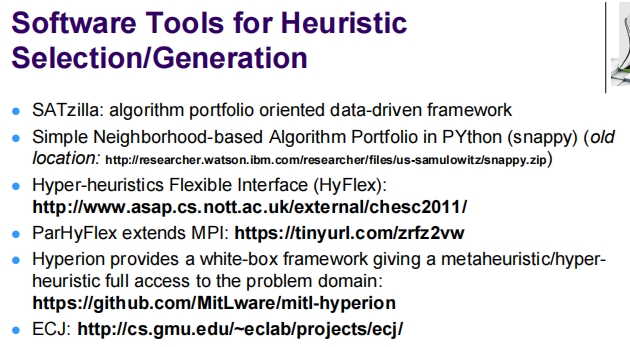 Software Tools for Heuristic
Selection/Generation
● SATzilla: algorithm portfolio oriented data-driven framework
● Simple Neighborhood-based Algorithm Portfolio in PYthon (snappy) (old
location: http://researcher.watson.ibm.com/researcher/files/us-samulowitz/snappy.zip)
● Hyper-heuristics Flexible Interface (HyFlex):
http://www.asap.cs.nott.ac.uk/external/chesc2011/
● ParHyFlex extends MPI: https://tinyurl.com/zrfz2vw
● Hyperion provides a white-box framework giving a metaheuristic/hyper-
heuristic full access to the problem domain:
https://github.com/MitLware/mitl-hyperion
● ECJ: http://cs.gmu.edu/~eclab/projects/ecj/